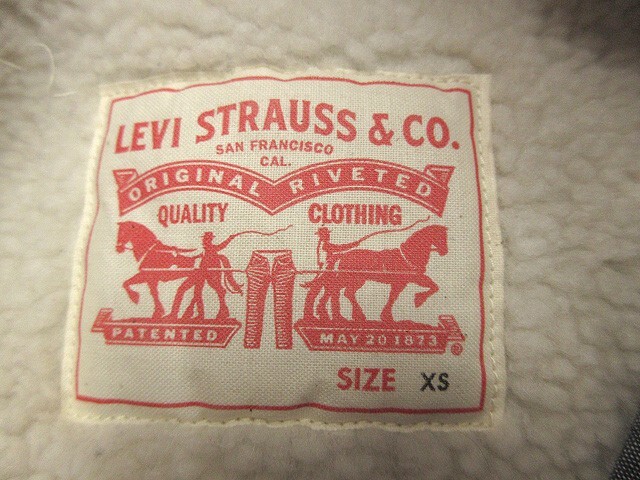 LEVI STRAUSS & CO.
SAN FRANCISCO
CAL.
ORIGINAL RIVETED
QUALITY CLOTHING
PATENTED MAY 20 1873 ®
SIZE XS